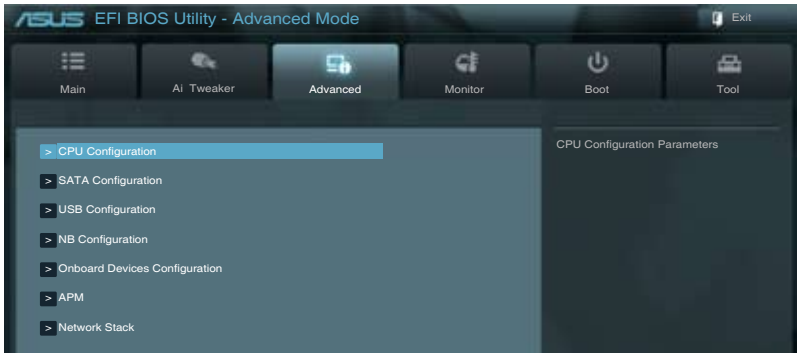 ASUS EFI BIOS Utility - Advanced Mode
Exit
Main
Ai Tweaker
Advanced
Monitor
Boot
Tool
> CPU Configuration
> SATA Configuration
> USB Configuration
> NB Configuration
> Onboard Devices Configuration
> APM
> Network Stack
CPU Configuration Parameters